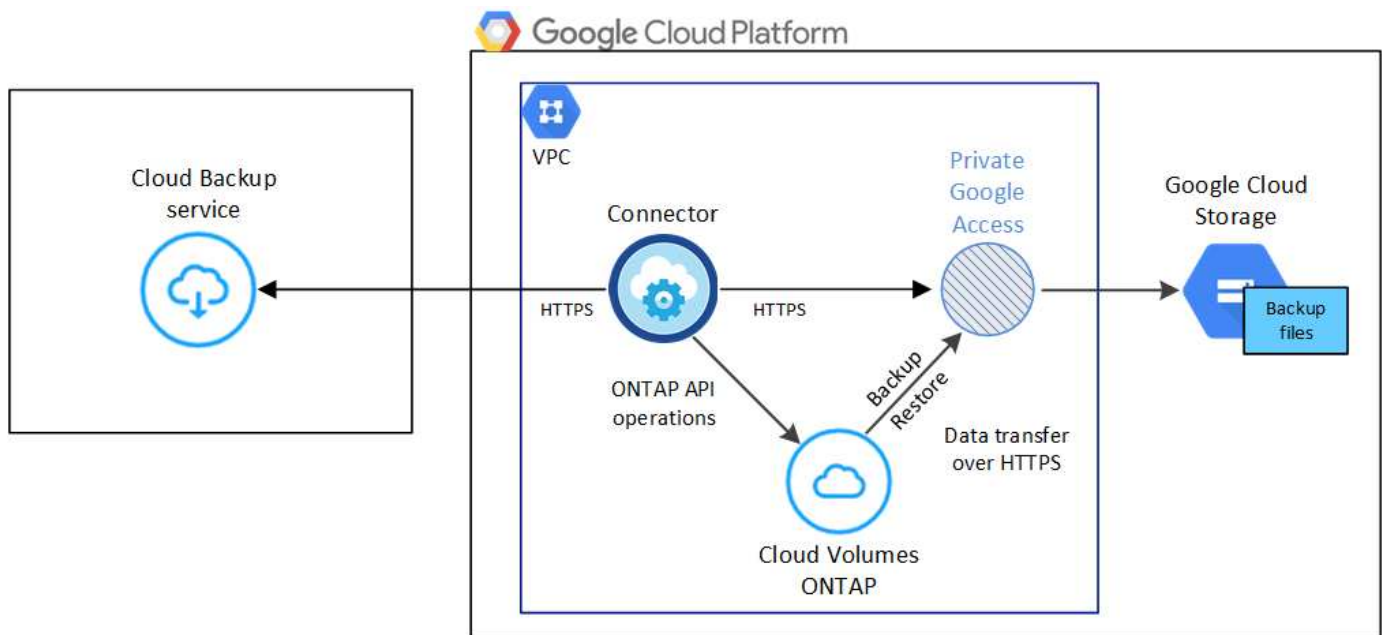 Google Cloud Platform
VPC
Cloud Backup
service
Connector
Private
Google
Access
Google Cloud
Storage
HTTPS
HTTPS
Backup
files
ONTAP API
operations
Backup
Restore
Data transfer
over HTTPS
Cloud Volumes
ONTAP